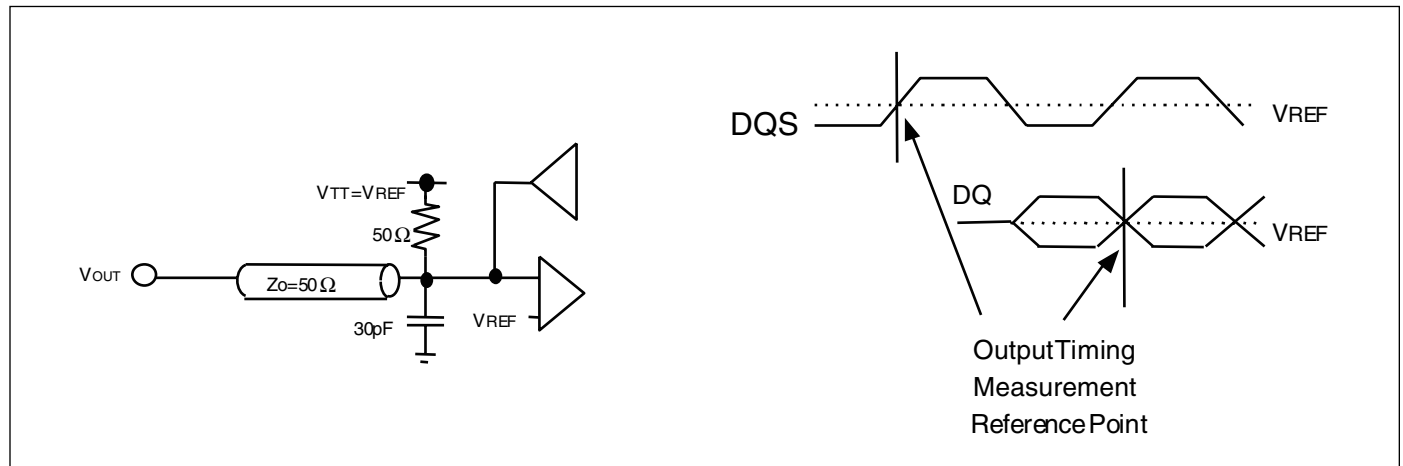 VTT=VREF
50Ω
VOUT
Zo=50Ω
30pF
VREF
DQS
VREF
DQ
VREF
OutputTiming
Measurement
ReferencePoint